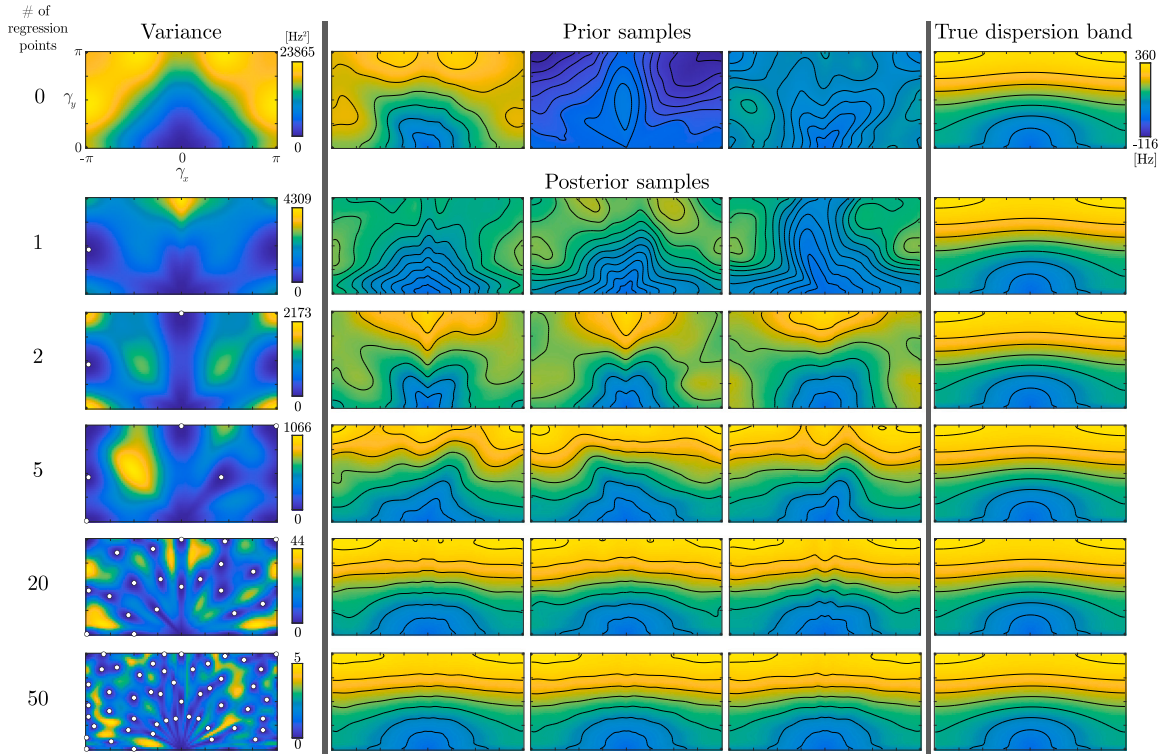 # of
regression
points
Variance
Prior samples
True dispersion band
[Hz²]
23865
0
360
-116
[Hz]
0
π
γy
0
-π
0
π
γx
Posterior samples
1
4309
0
2
2173
0
5
1066
0
20
44
0
50
5
0